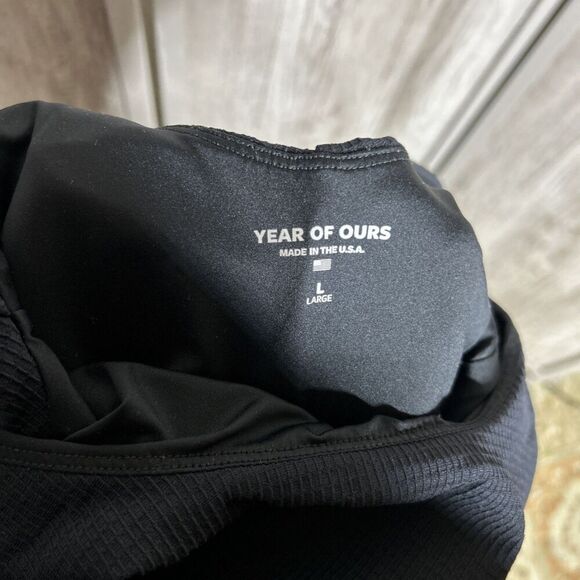 YEAR OF OURS
MADE IN THE U.S.A.
L
LARGE